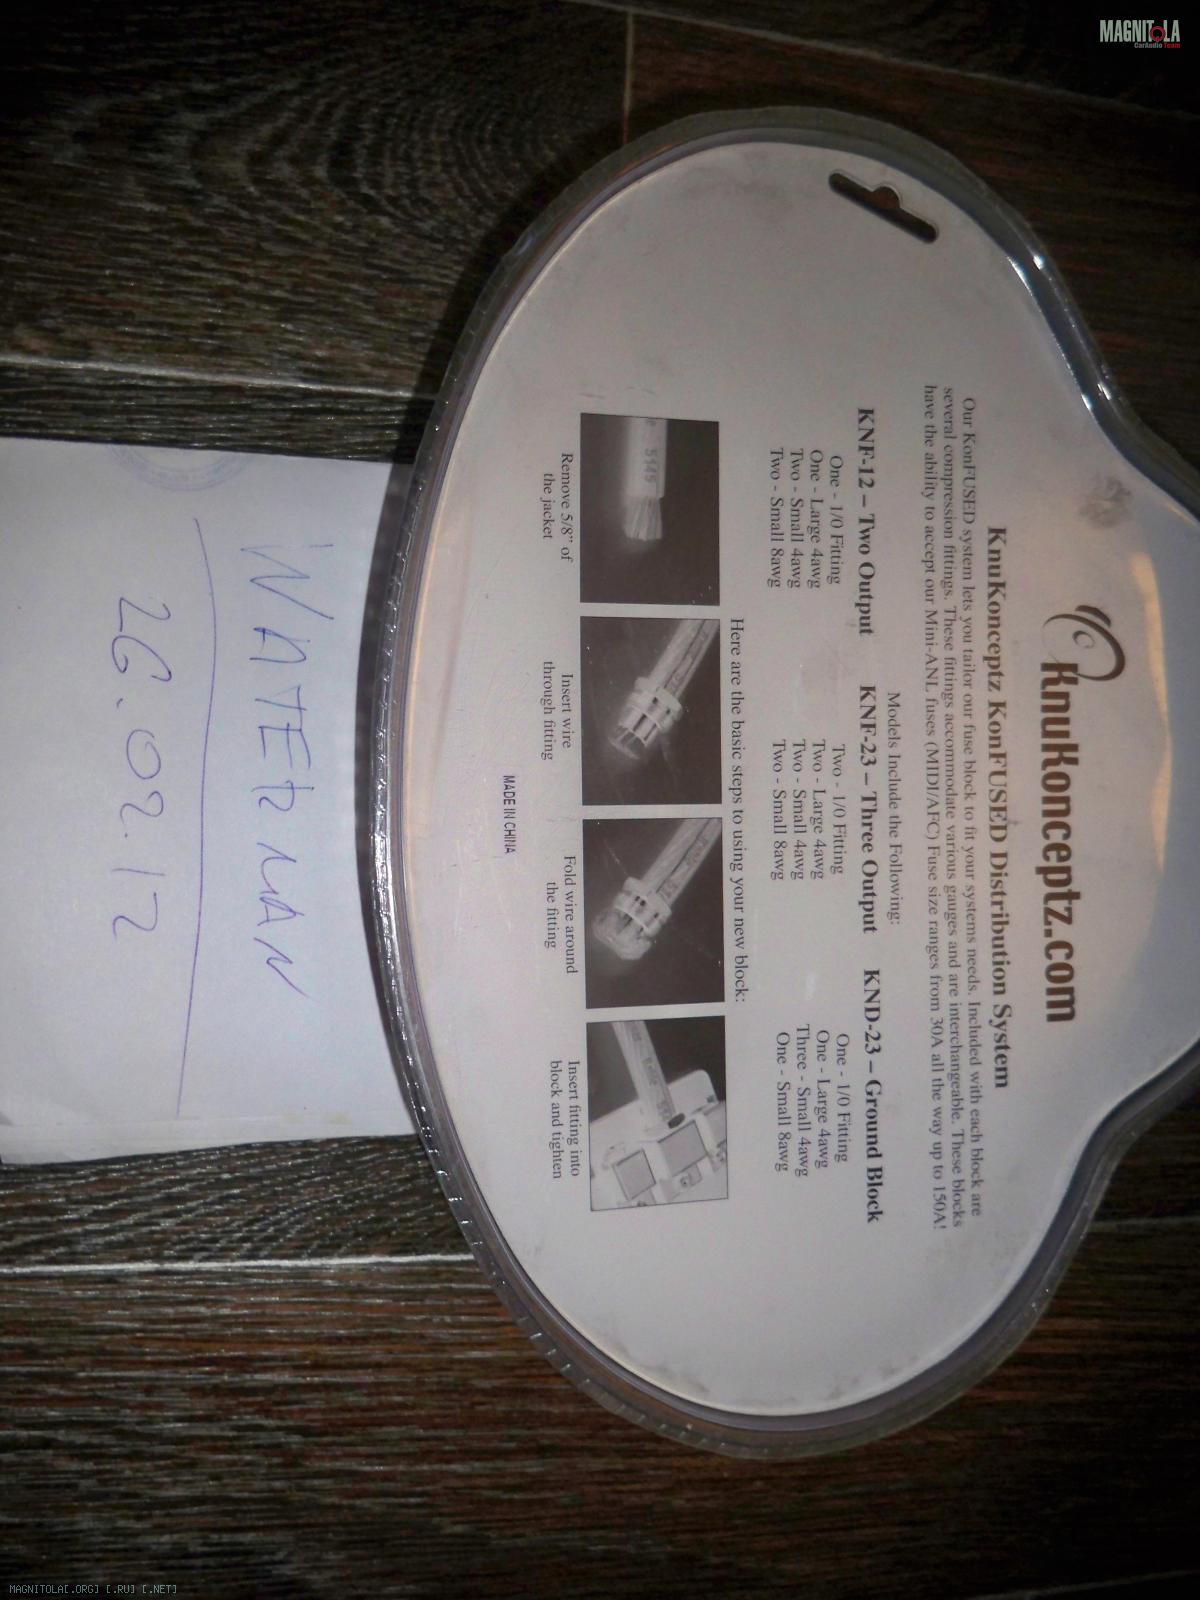 MAGNITOLA
CarAudio Team
KnuKonceptz.com
KnuKonceptz KonFUSED Distribution System
Our KonFUSED system lets you tailor our fuse block to fit your systems needs. Included with each block are
several compression fittings. These fittings accommodate various gauges and are interchangeable. These blocks
have the ability to accept our Mini-ANL fuses (MIDI/AFC) Fuse size ranges from 30A all the way up to 150A!
Models Include the Following:
KNF-12 – Two Output
One - 1/0 Fitting
One - Large 4awg
Two - Small 4awg
Two - Small 8awg
KNF-23 – Three Output
Two - 1/0 Fitting
Two - Large 4awg
Two - Small 4awg
Two - Small 8awg
KND-23 – Ground Block
One - 1/0 Fitting
One - Large 4awg
Three - Small 4awg
One - Small 8awg
Here are the basic steps to using your new block:
Remove 5/8" of
the jacket
Insert wire
through fitting
Fold wire around
the fitting
Insert fitting into
block and tighten
MADE IN CHINA
WATERMAN
26.02.12
MAGNITOLA[.ORG] [.RU] [.NET]